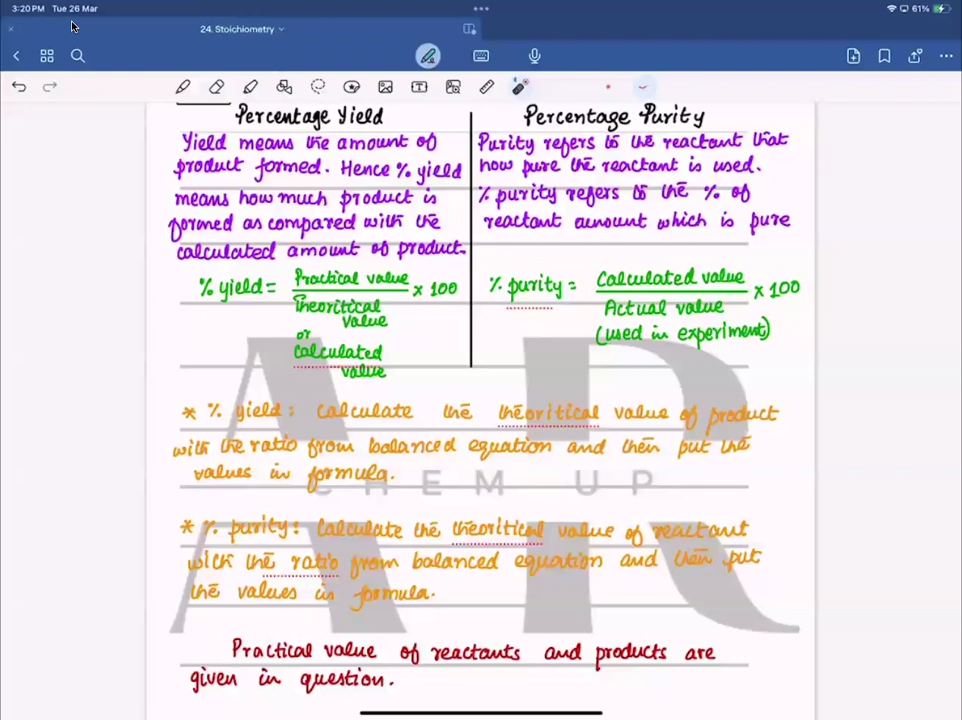 3:20 PM Tue 26 Mar
61%
24. Stoichiometry
Percentage Yield
Yield means the amount of
product formed. Hence % yield
means how much product is
formed as compared with the
calculated amount of product.
% yield = Practical value × 100
Theoritical
value
or
Calculated
value
Percentage Purity
Purity refers to the reactant that
how pure the reactant is used.
% purity refers to the % of
reactant amount which is pure
% purity = Calculated value × 100
Actual value
(used in experiment)
* % yield: Calculate the theoritical value of product
with the ratio from balanced equation and then put the
values in formula.
* % purity: Calculate the theoritical value of reactant
with the ratio from balanced equation and then put
the values in formula.
Practical value of reactants and products are
given in question.
AR
CHEM UP
AR